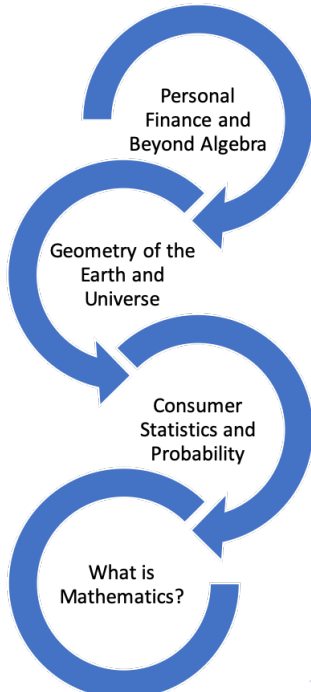 Personal
Finance and
Beyond Algebra
Geometry of the
Earth and
Universe
Consumer
Statistics and
Probability
What is
Mathematics?